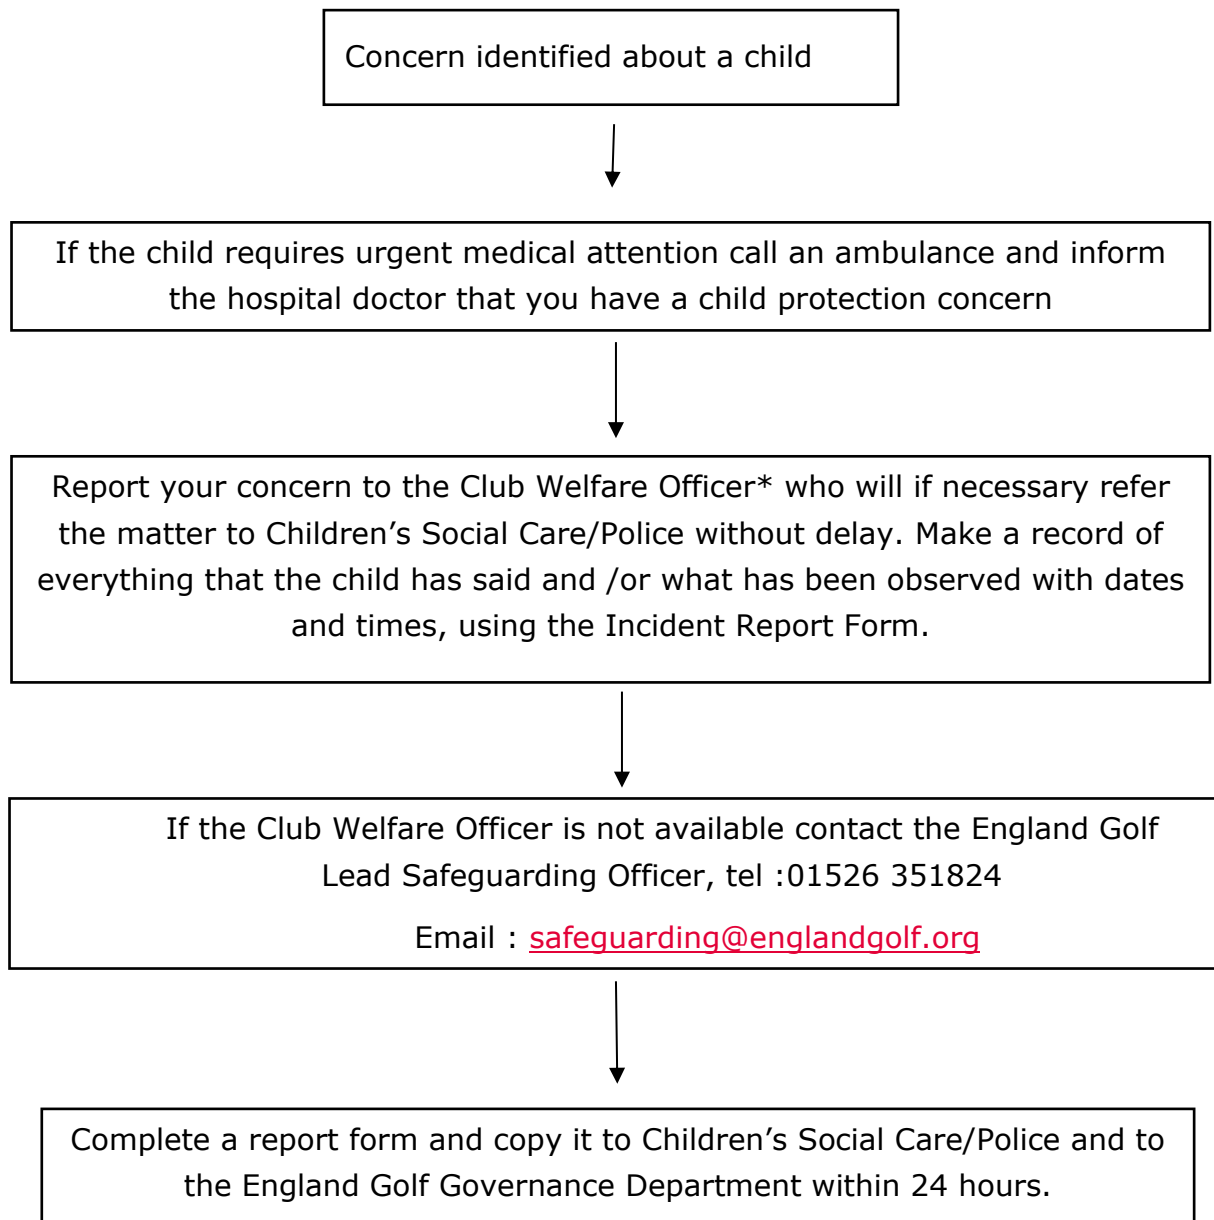 Concern identified about a child
If the child requires urgent medical attention call an ambulance and inform
the hospital doctor that you have a child protection concern
Report your concern to the Club Welfare Officer* who will if necessary refer
the matter to Children’s Social Care/Police without delay. Make a record of
everything that the child has said and /or what has been observed with dates
and times, using the Incident Report Form.
If the Club Welfare Officer is not available contact the England Golf
Lead Safeguarding Officer, tel :01526 351824
Email : safeguarding@englandgolf.org
Complete a report form and copy it to Children’s Social Care/Police and to
the England Golf Governance Department within 24 hours.